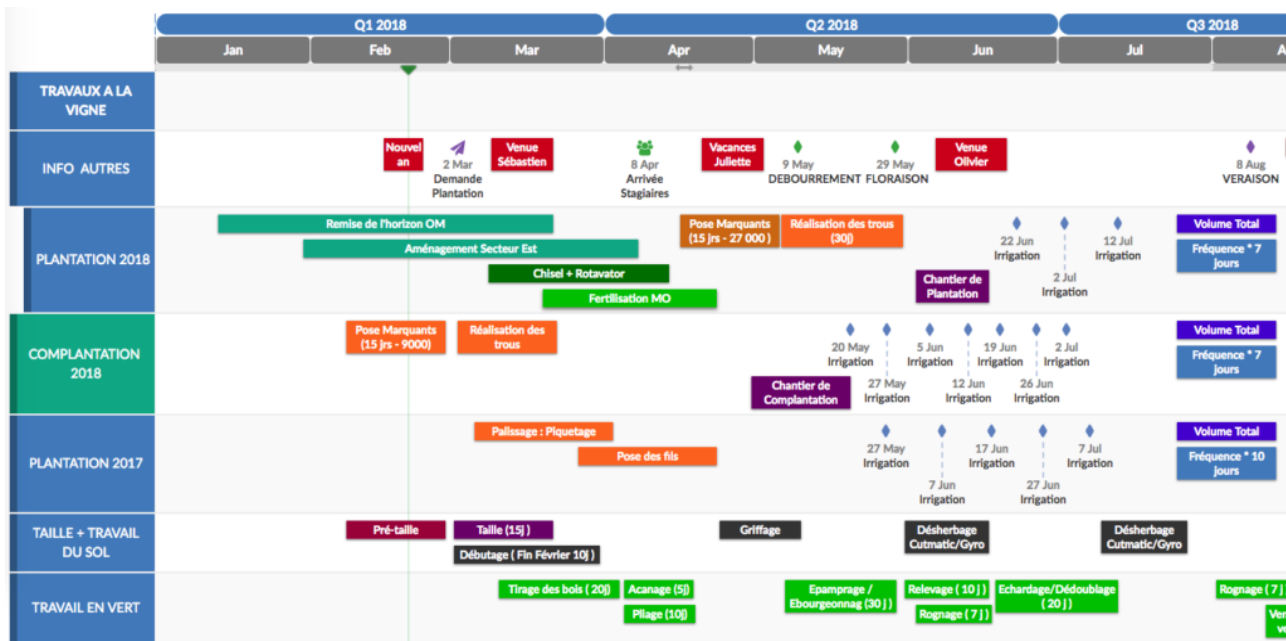 Q1 2018
Q2 2018
Q3 2018
Jan
Feb
Mar
Apr
May
Jun
Jul
A
TRAVAUX A LA
VIGNE
INFO AUTRES
Nouvel
an
2 Mar
Demande
Plantation
Venue
Sébastien
8 Apr
Arrivée
Stagiaires
Vacances
Juliette
9 May
DEBOURREMENT
29 May
FLORAISON
Venue
Olivier
8 Aug
VERAISON
PLANTATION 2018
Remise de l'horizon OM
Aménagement Secteur Est
Chisel + Rotavator
Fertilisation MO
Pose Marquants
(15 jrs - 27 000 )
Réalisation des trous
(30j)
Chantier de
Plantation
22 Jun
Irrigation
2 Jul
Irrigation
12 Jul
Irrigation
Volume Total
Fréquence * 7
jours
COMPLANTATION
2018
Pose Marquants
(15 jrs - 9000)
Réalisation des
trous
Chantier de
Complantation
20 May
Irrigation
27 May
Irrigation
5 Jun
Irrigation
12 Jun
Irrigation
19 Jun
Irrigation
26 Jun
Irrigation
2 Jul
Irrigation
Volume Total
Fréquence * 7
jours
PLANTATION 2017
Palissage : Piquetage
Pose des fils
27 May
Irrigation
7 Jun
Irrigation
17 Jun
Irrigation
27 Jun
Irrigation
7 Jul
Irrigation
Volume Total
Fréquence * 10
jours
TAILLE + TRAVAIL
DU SOL
Pré-taille
Taille (15j )
Débutage ( Fin Février 10j )
Griffage
Désherbage
Cutmatic/Gyro
Désherbage
Cutmatic/Gyro
TRAVAIL EN VERT
Tirage des bois ( 20j)
Acanage (5j)
Pliage (10j)
Epamprage /
Ebourgeonnag (30 j )
Relevage ( 10 j )
Rognage ( 7 j )
Echardage/Dédoublage
( 20 j )
Rognage ( 7 j
Ven
v